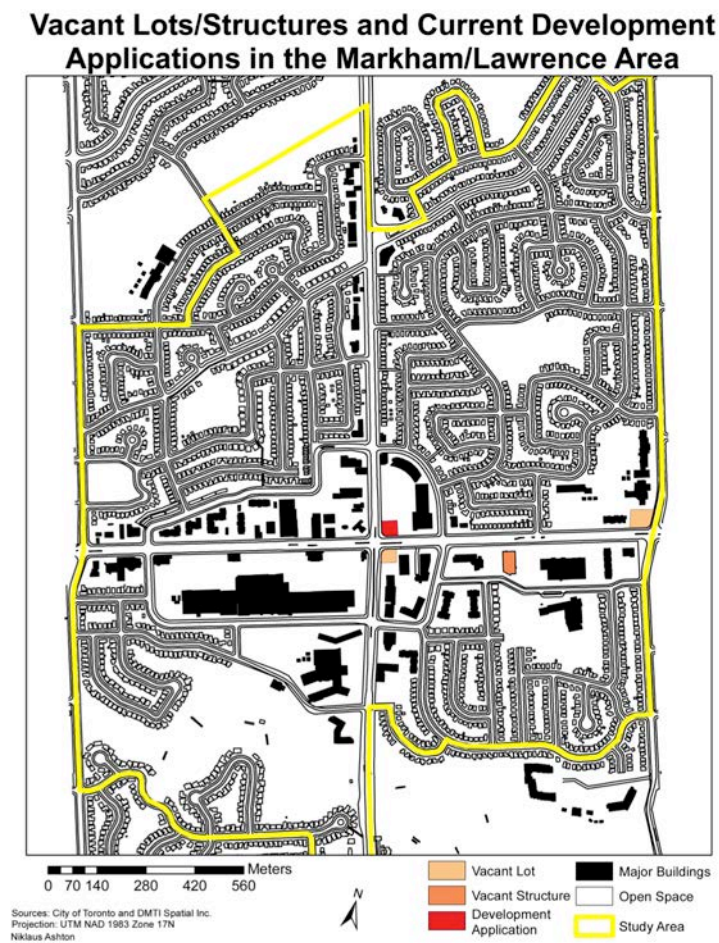 Vacant Lots/Structures and Current Development
Applications in the Markham/Lawrence Area
Meters
0 70 140 280 420 560
N
Vacant Lot
Vacant Structure
Development
Application
Major Buildings
Open Space
Study Area
Sources: City of Toronto and DMTI Spatial Inc.
Projection: UTM NAD 1983 Zone 17N
Niklaus Ashton